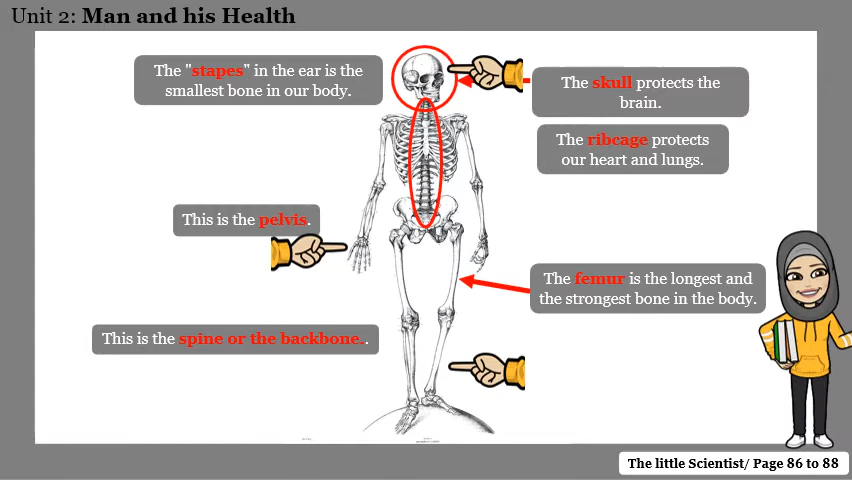 Unit 2: Man and his Health
The "stapes" in the ear is the
smallest bone in our body.
The skull protects the
brain.
The ribcage protects
our heart and lungs.
This is the pelvis.
The femur is the longest and
the strongest bone in the body.
This is the spine or the backbone..
The little Scientist/ Page 86 to 88